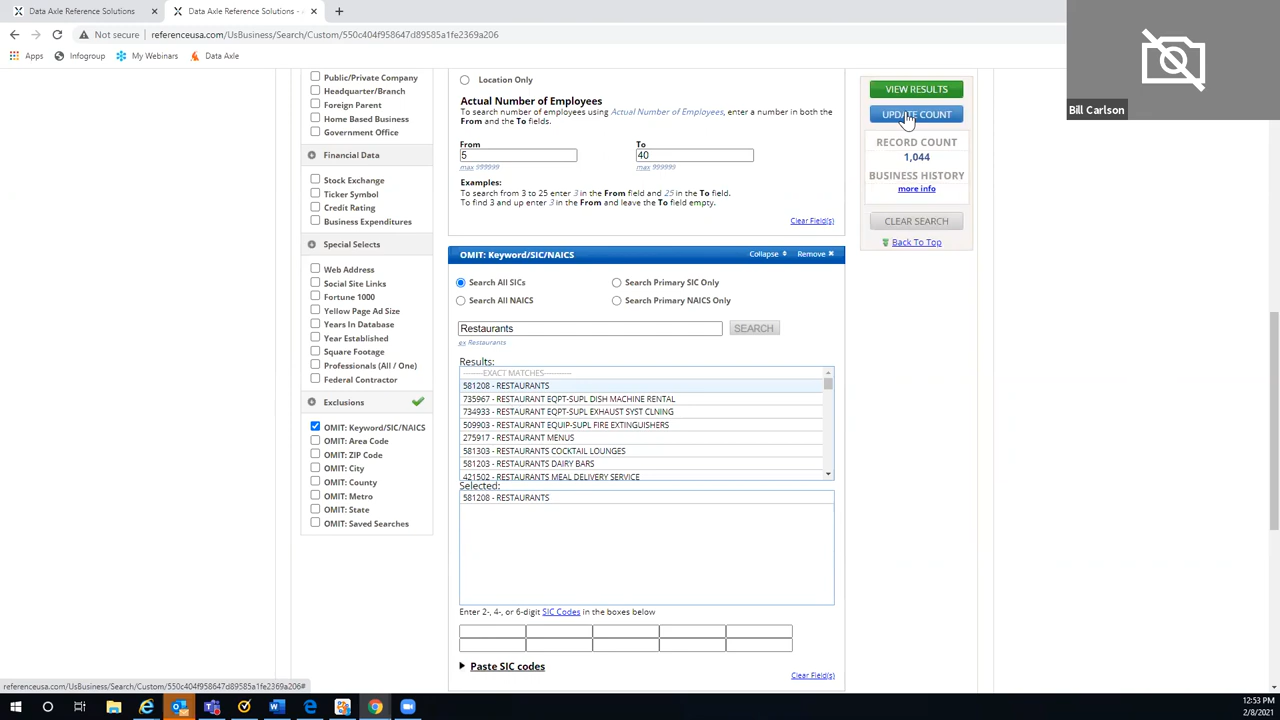 Data Axle Reference Solutions
Data Axle Reference Solutions -
Not secure
referenceusa.com/UsBusiness/Search/Custom/550c404f958647d89585a1fe2369a206
Apps
Infogroup
My Webinars
Data Axle
Bill Carlson
Public/Private Company
Headquarter/Branch
Foreign Parent
Home Based Business
Government Office
Financial Data
Stock Exchange
Ticker Symbol
Credit Rating
Business Expenditures
Special Selects
Web Address
Social Site Links
Fortune 1000
Yellow Page Ad Size
Years In Database
Year Established
Square Footage
Professionals (All / One)
Federal Contractor
Exclusions
OMIT: Keyword/SIC/NAICS
OMIT: Area Code
OMIT: ZIP Code
OMIT: City
OMIT: County
OMIT: Metro
OMIT: State
OMIT: Saved Searches
Location Only
Actual Number of Employees
To search number of employees using Actual Number of Employees, enter a number in both the
From and the To fields.
From
To
5
40
max 999999
max 999999
Examples:
To search from 3 to 25 enter 3 in the From field and 25 in the To field.
To find 3 and up enter 3 in the From and leave the To field empty.
Clear Field(s)
OMIT: Keyword/SIC/NAICS
Collapse
Remove
Search All SICs
Search Primary SIC Only
Search All NAICS
Search Primary NAICS Only
Restaurants
SEARCH
ex Restaurants
Results:
--------EXACT MATCHES-----------
581208 - RESTAURANTS
735967 - RESTAURANT EQPT-SUPL DISH MACHINE RENTAL
734933 - RESTAURANT EQPT-SUPL EXHAUST SYST CLNING
509903 - RESTAURANT EQUIP-SUPL FIRE EXTINGUISHERS
275917 - RESTAURANT MENUS
581303 - RESTAURANTS COCKTAIL LOUNGES
581203 - RESTAURANTS DAIRY BARS
421502 - RESTAURANTS MEAL DELIVERY SERVICE
Selected:
581208 - RESTAURANTS
Enter 2-, 4-, or 6-digit SIC Codes in the boxes below
Paste SIC codes
Clear Field(s)
VIEW RESULTS
UPDATE COUNT
RECORD COUNT
1,044
BUSINESS HISTORY
more info
CLEAR SEARCH
Back To Top
referenceusa.com/UsBusiness/Search/Custom/550c404f958647d89585a1fe2369a206#
12:53 PM
2/8/2021